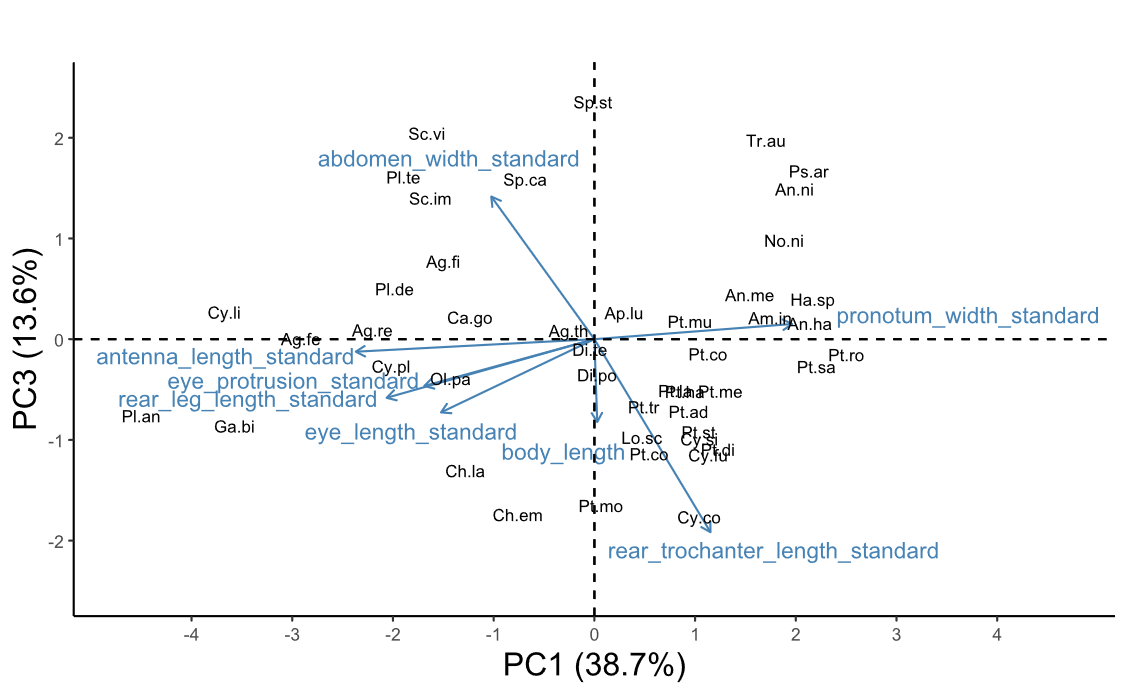 Sp.st
2
Sc.vi
Tr.au
abdomen_width_standard
Pl.te
Sp.ca
Ps.ar
Sc.im
An.ni
1
No.ni
Ag.fi
Pl.de
An.me
Ha.sp
Cy.li
Ca.go
Ap.lu
Pt.mu
Am.in
An.ha
pronotum_width_standard
Ag.re
Ag.th
0
Ag.fe
Di.te
antenna_length_standard
Pt.co
Pt.ro
Cy.pl
Pt.sa
eye_protrusion_standard
Ol.pa
Di.po
rear_leg_length_standard
Pt.me
Pt.tr
Pt.ad
Pl.an
Ga.bi
eye_length_standard
Pt.st
-1
Lo.sc
Cy.si
body_length
Pt.co
Cy.fu
Pt.di
Ch.la
Ch.em
Pt.mo
Cy.co
-2
rear_trochanter_length_standard
PC3 (13.6%)
-4 -3 -2 -1 0 1 2 3 4
PC1 (38.7%)